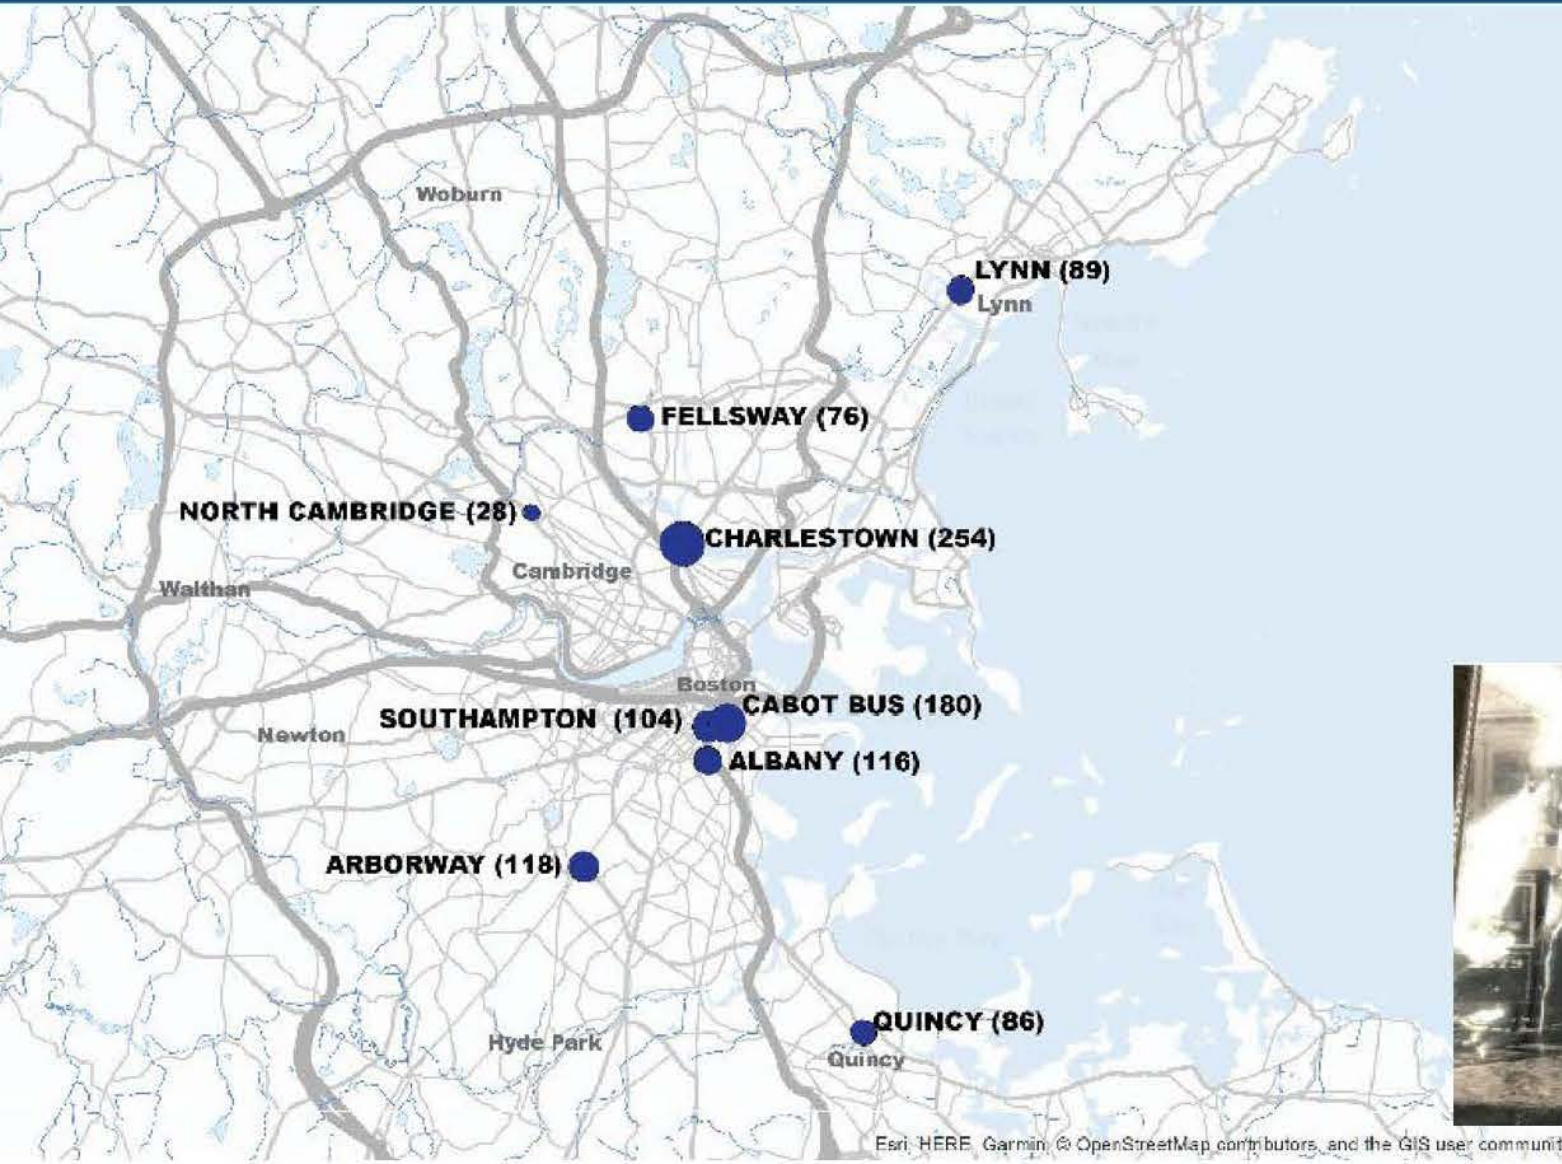 Woburn
LYNN (89)
Lynn
FELLSWAY (76)
NORTH CAMBRIDGE (28)
CHARLESTOWN (254)
Cambridge
Walthan
Boston
CABOT BUS (180)
SOUTHAMPTON (104)
Newton
ALBANY (116)
ARBORWAY (118)
QUINCY (86)
Hyde Park
Quincy
Esri, HERE, Garmin, © OpenStreetMap contributors, and the GIS user communit